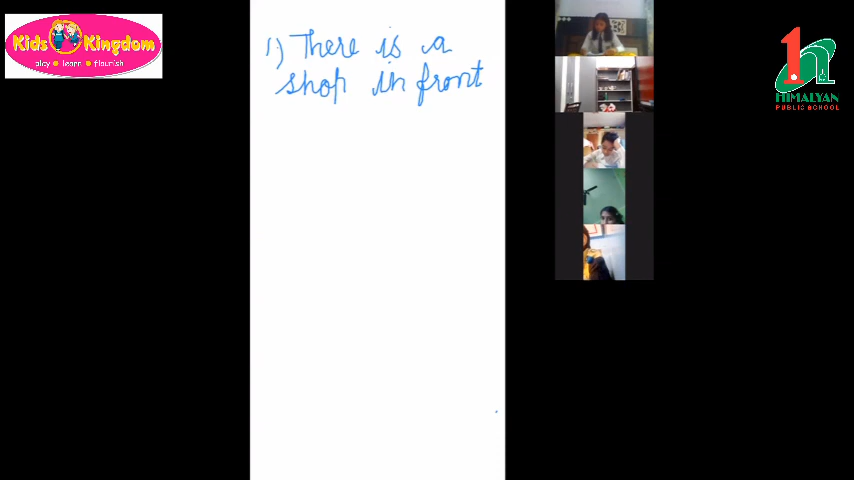 Kids Kingdom
play learn flourish
1.) There is a
shop in front
HIMALYAN
PUBLIC SCHOOL